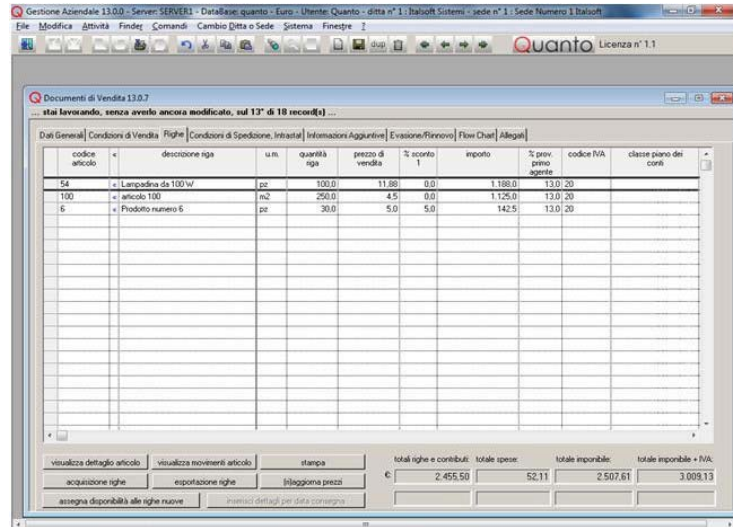 Gestione Aziendale 13.0.0 - Server: SERVER1 - DataBase: quanto - Euro - Utente: Quanto - ditta n° 1 : Italsoft Sistemi - sede n° 1 : Sede Numero 1 Italsoft
File Modifica Attività Finder Comandi Cambio Ditta o Sede Sistema Finestre ?
dup QUANTO Licenza n° 1.1
Documenti di Vendita 13.0.7
... stai lavorando, senza averlo ancora modificato, sul 13° di 18 record(s) ...
Dati Generali Condizioni di Vendita Righe Condizioni di Spedizione, Intrastat Informazioni Aggiuntive Evasione/Rinnovo Flow Chart Allegati
codice articolo « descrizione riga u.m. quantità riga prezzo di vendita % sconto 1 importo % prov. primo agente codice IVA classe piano dei conti
54 « Lampadina da 100 W pz 100,0 11,88 0,0 1.188,0 13,0 20
100 « articolo 100 m2 250,0 4,5 0,0 1.125,0 13,0 20
6 « Prodotto numero 6 pz 30,0 5,0 5,0 142,5 13,0 20
visualizza dettaglio articolo visualizza movimenti articolo stampa totali righe e contributi: totale spese: totale imponibile: totale imponibile + IVA:
acquisizione righe esportazione righe (ri)aggiorna prezzi €: 2.455,50 52,11 2.507,61 3.009,13
assegna disponibilità alle righe nuove inserisci dettagli per data consegna